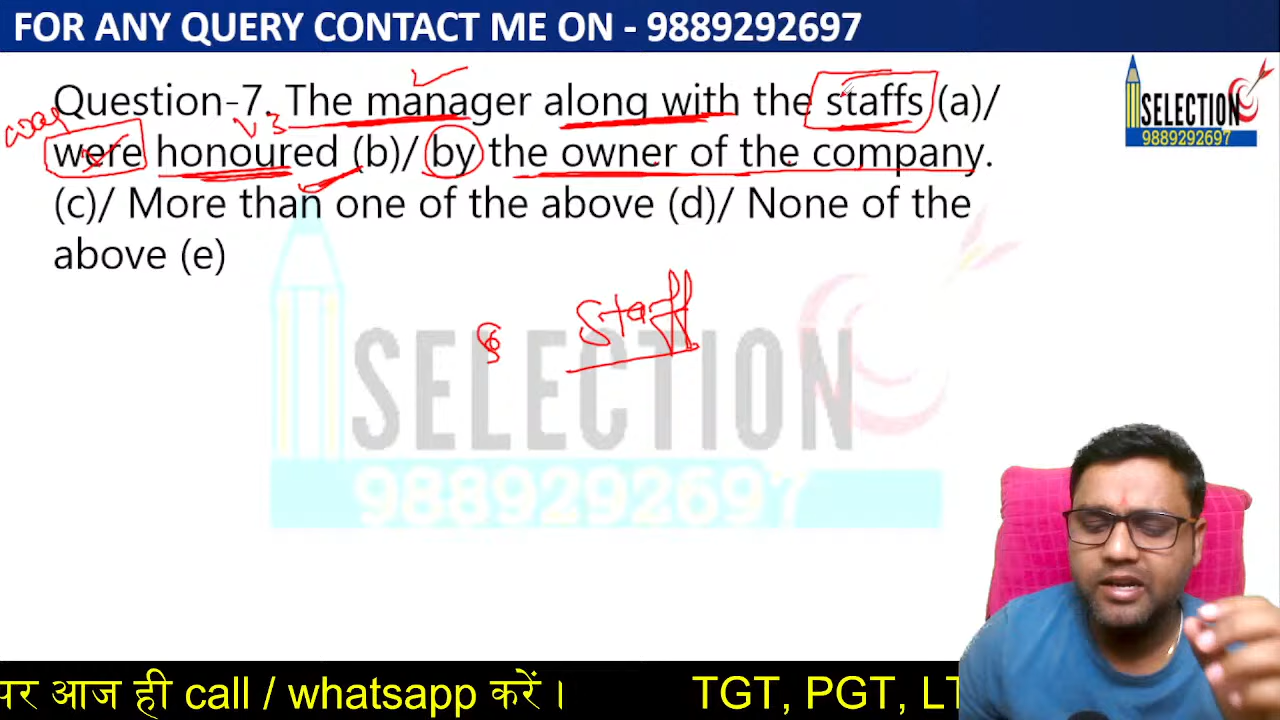 FOR ANY QUERY CONTACT ME ON - 9889292697
Question-7. The manager along with the staffs (a)/
V3
were honoured (b)/ by the owner of the company.
(c)/ More than one of the above (d)/ None of the
above (e)
SELECTION
9889292697
Staff
SELECTION
9889292697
पर आज ही call / whatsapp करें। TGT, PGT, L